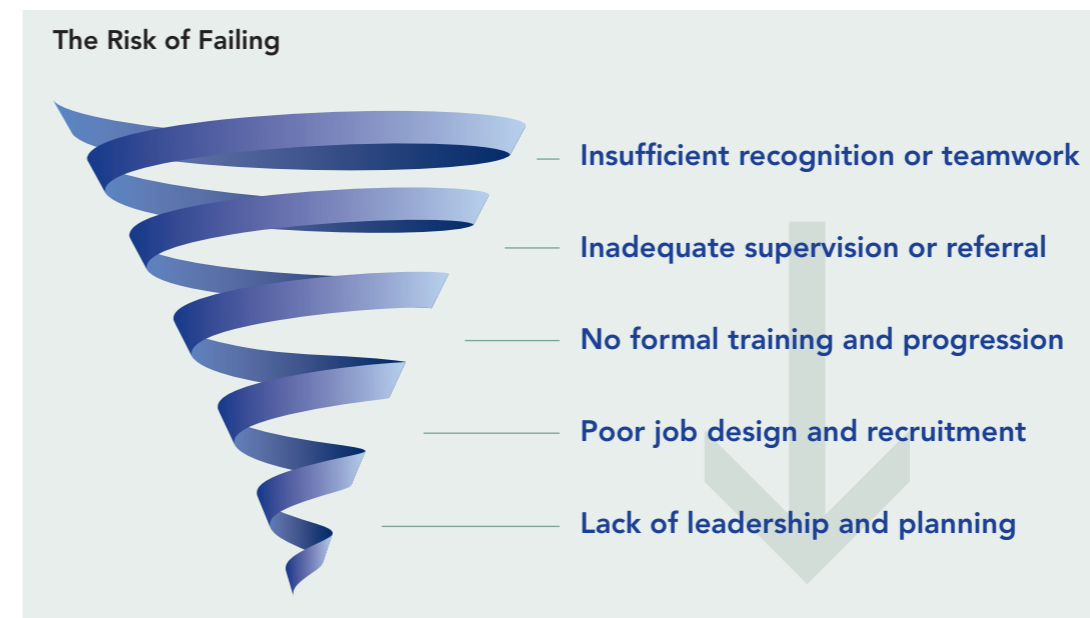 The Risk of Failing
Insufficient recognition or teamwork
Inadequate supervision or referral
No formal training and progression
Poor job design and recruitment
Lack of leadership and planning